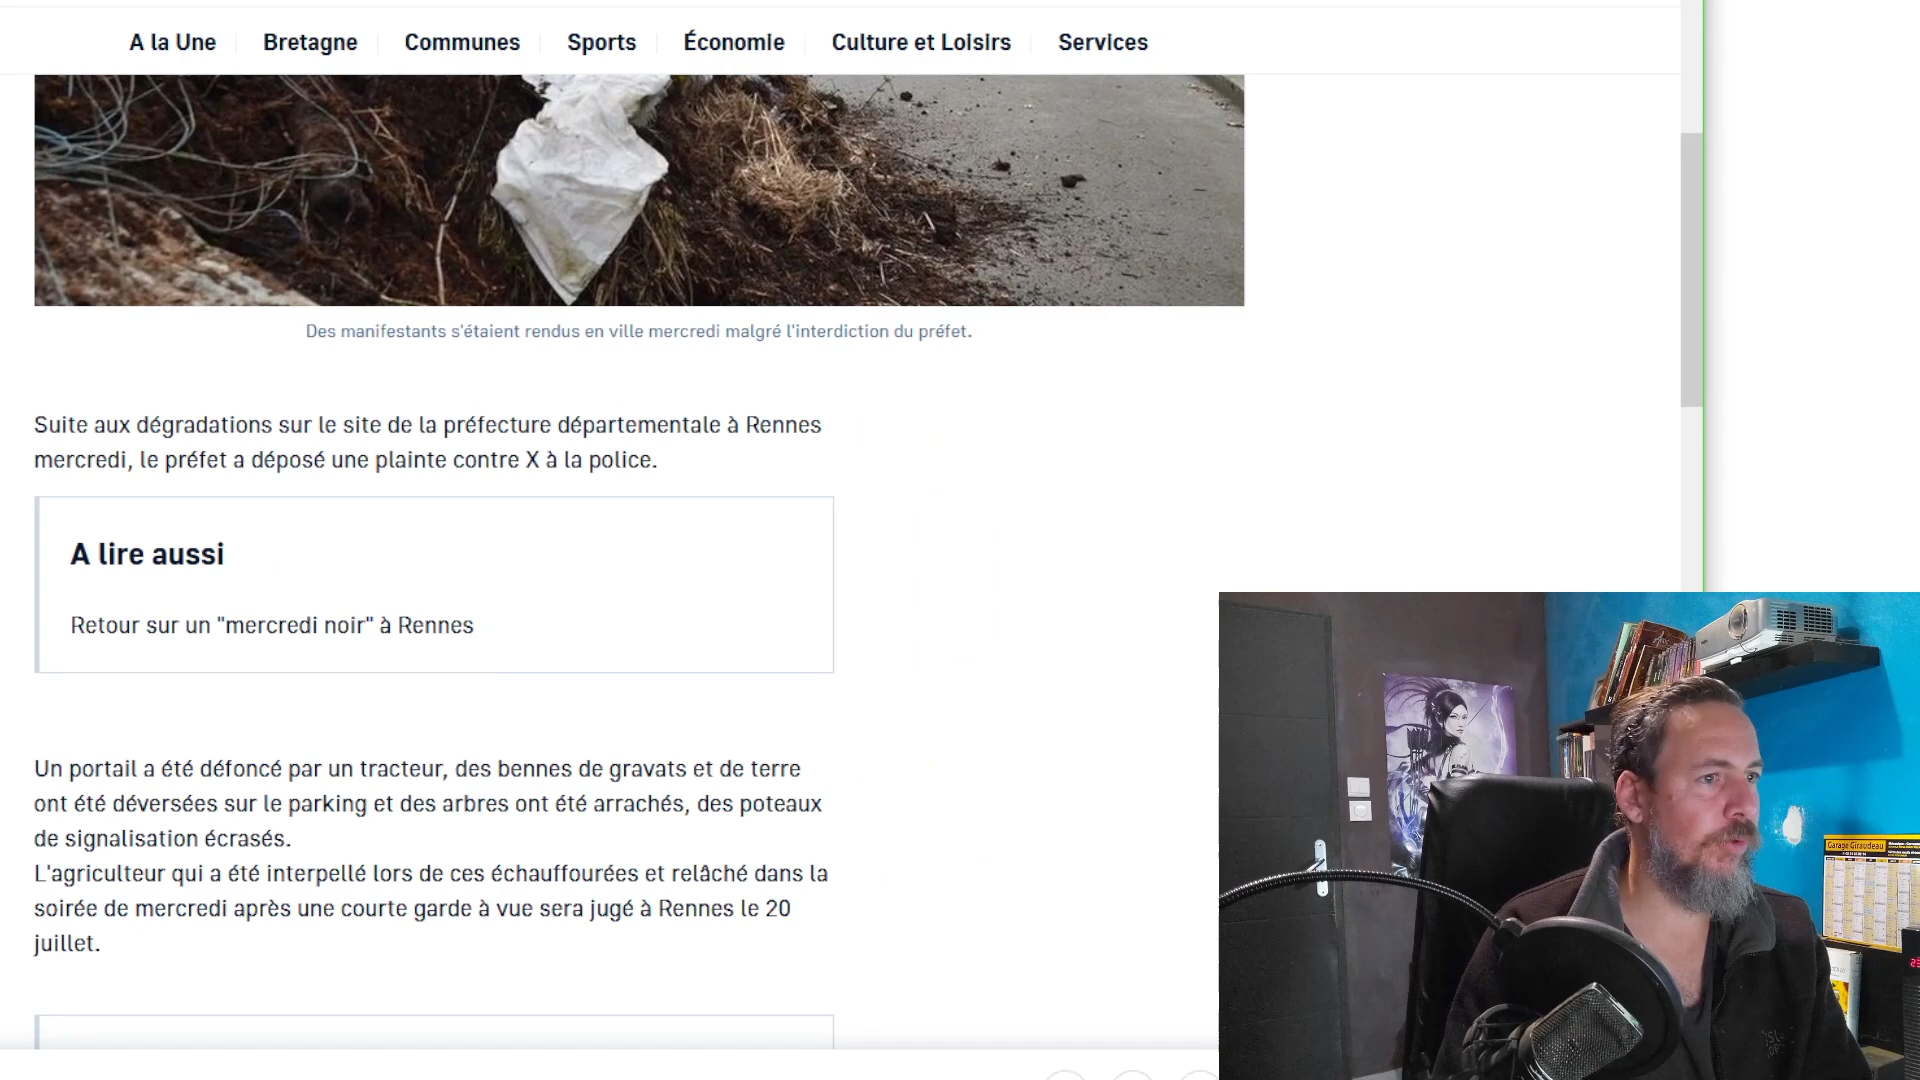 A la Une
Bretagne
Communes
Sports
Économie
Culture et Loisirs
Services
Des manifestants s'étaient rendus en ville mercredi malgré l'interdiction du préfet.
Suite aux dégradations sur le site de la préfecture départementale à Rennes
mercredi, le préfet a déposé une plainte contre X à la police.
A lire aussi
Retour sur un "mercredi noir" à Rennes
Un portail a été défoncé par un tracteur, des bennes de gravats et de terre
ont été déversées sur le parking et des arbres ont été arrachés, des poteaux
de signalisation écrasés.
L'agriculteur qui a été interpellé lors de ces échauffourées et relâché dans la
soirée de mercredi après une courte garde à vue sera jugé à Rennes le 20
juillet.
Garage Giraudeau